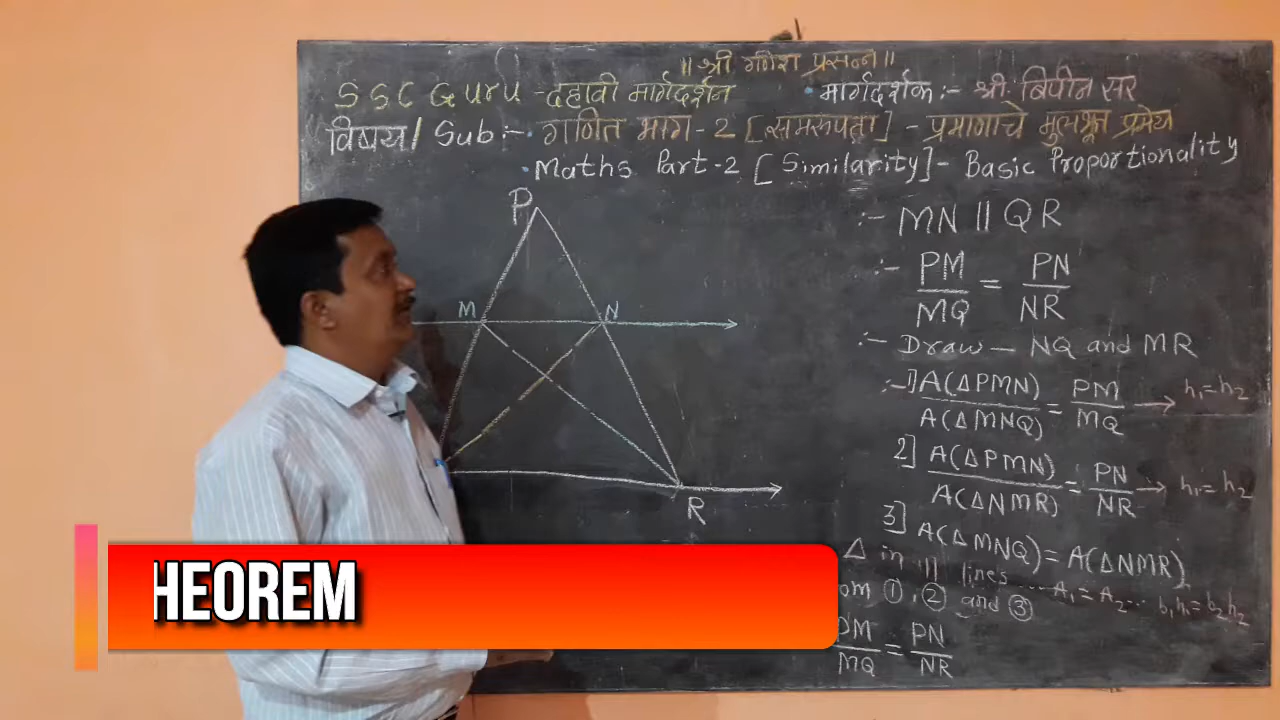 || श्री गणेश प्रसन्न ||
SSC Guru - दहावी मार्गदर्शन • मार्गदर्शक :- श्री. बिपीन सर
विषय / Sub :- • गणित भाग - 2 [समरूपता] - प्रमाणाचे मुलभूत प्रमेय
• Maths Part - 2 [Similarity] - Basic Proportionality
P
M
N
R
:- MN || QR
:- PM/MQ = PN/NR
:- Draw - NQ and MR
:- 1] A(ΔPMN)/A(ΔMNQ) = PM/MQ → h₁=h₂
2] A(ΔPMN)/A(ΔNMR) = PN/NR → h₁=h₂
3] A(ΔMNQ) = A(ΔNMR)
Δ in || lines ... A₁=A₂ ... b₁h₁=b₂h₂
om ①, ② and ③
PM/MQ = PN/NR
HEOREM